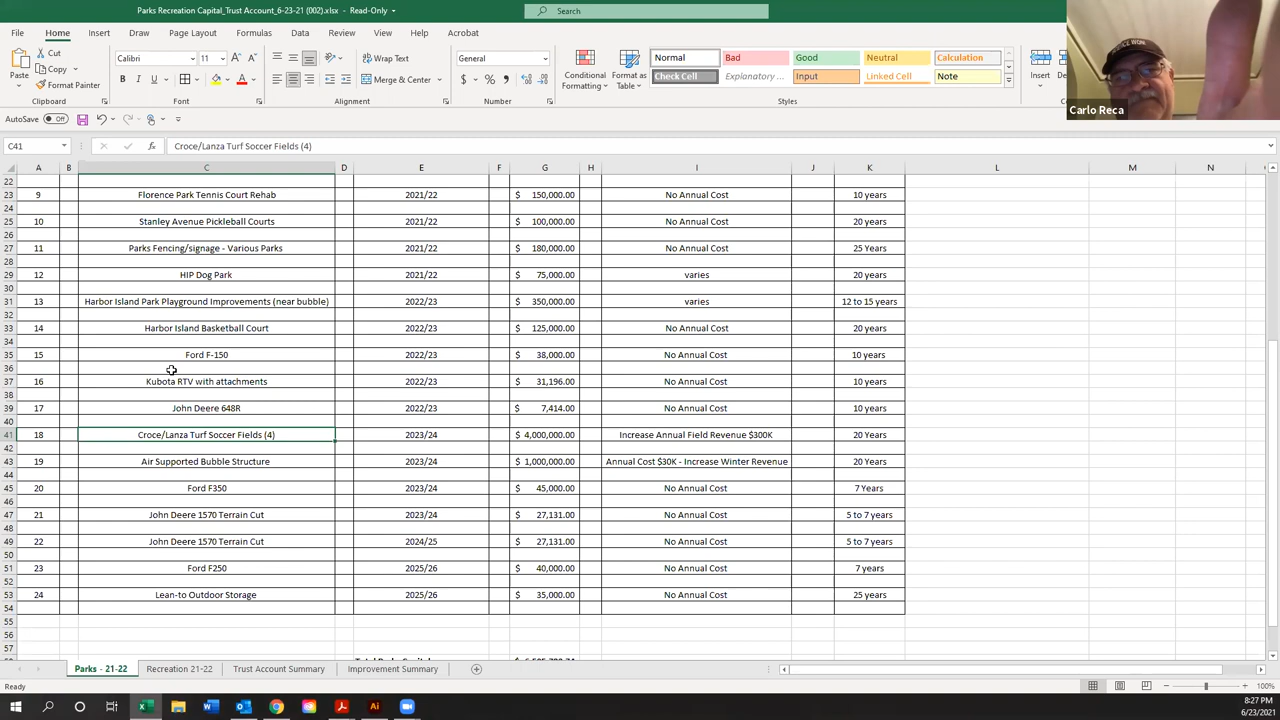 Parks Recreation Capital_Trust Account_6-23-21 (002).xlsx - Read-Only
Search
File Home Insert Draw Page Layout Formulas Data Review View Help Acrobat
Paste Cut Copy Format Painter Clipboard
Calibri 11 Font
Wrap Text Merge & Center Alignment
General Number
Conditional Formatting Format as Table
Normal Bad Good Neutral Calculation
Check Cell Explanatory... Input Linked Cell Note
Styles
Insert
Carlo Reca
AutoSave Off
C41 Croce/Lanza Turf Soccer Fields (4)
A B C D E F G H I J K L M N
22
23 9 Florence Park Tennis Court Rehab 2021/22 $ 150,000.00 No Annual Cost 10 years
24
25 10 Stanley Avenue Pickleball Courts 2021/22 $ 100,000.00 No Annual Cost 20 years
26
27 11 Parks Fencing/signage - Various Parks 2021/22 $ 180,000.00 No Annual Cost 25 Years
28
29 12 HIP Dog Park 2021/22 $ 75,000.00 varies 20 years
30
31 13 Harbor Island Park Playground Improvements (near bubble) 2022/23 $ 350,000.00 varies 12 to 15 years
32
33 14 Harbor Island Basketball Court 2022/23 $ 125,000.00 No Annual Cost 20 years
34
35 15 Ford F-150 2022/23 $ 38,000.00 No Annual Cost 10 years
36
37 16 Kubota RTV with attachments 2022/23 $ 31,196.00 No Annual Cost 10 years
38
39 17 John Deere 648R 2022/23 $ 7,414.00 No Annual Cost 10 years
40
41 18 Croce/Lanza Turf Soccer Fields (4) 2023/24 $ 4,000,000.00 Increase Annual Field Revenue $300K 20 Years
42
43 19 Air Supported Bubble Structure 2023/24 $ 1,000,000.00 Annual Cost $30K - Increase Winter Revenue 20 Years
44
45 20 Ford F350 2023/24 $ 45,000.00 No Annual Cost 7 Years
46
47 21 John Deere 1570 Terrain Cut 2023/24 $ 27,131.00 No Annual Cost 5 to 7 years
48
49 22 John Deere 1570 Terrain Cut 2024/25 $ 27,131.00 No Annual Cost 5 to 7 years
50
51 23 Ford F250 2025/26 $ 40,000.00 No Annual Cost 7 years
52
53 24 Lean-to Outdoor Storage 2025/26 $ 35,000.00 No Annual Cost 25 years
54
55
56
57
Parks - 21-22 Recreation 21-22 Trust Account Summary Improvement Summary
Ready 100%
8:27 PM
6/23/2021